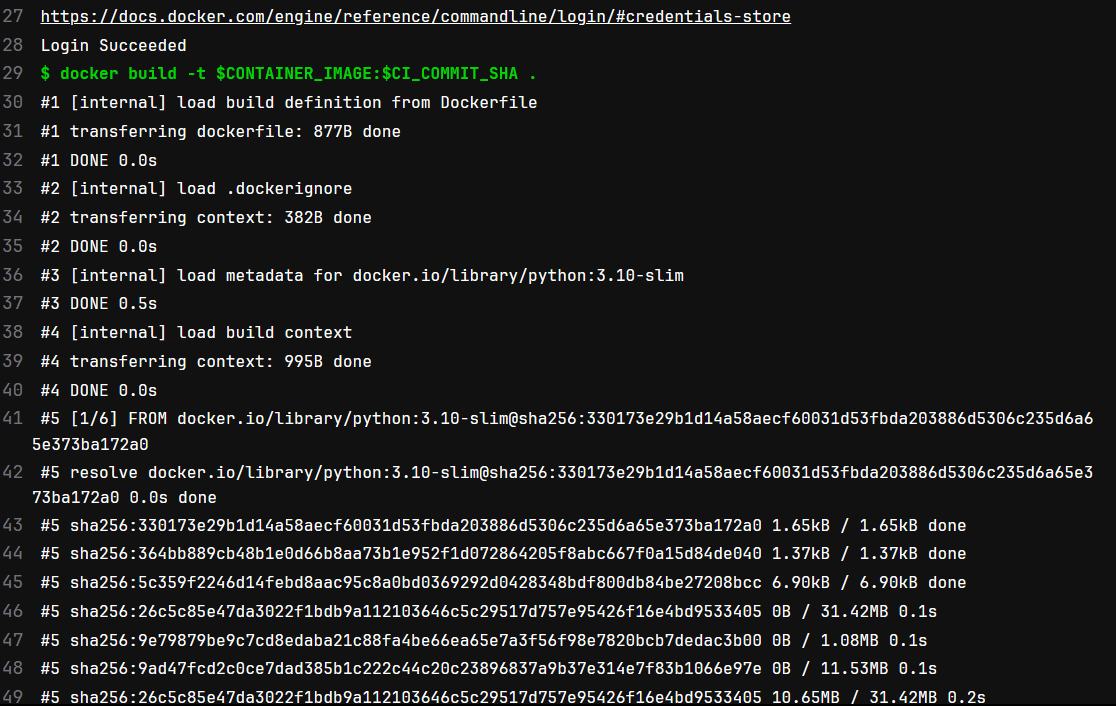 27 https://docs.docker.com/engine/reference/commandline/login/#credentials-store
28 Login Succeeded
29 $ docker build -t $CONTAINER_IMAGE:$CI_COMMIT_SHA .
30 #1 [internal] load build definition from Dockerfile
31 #1 transferring dockerfile: 877B done
32 #1 DONE 0.0s
33 #2 [internal] load .dockerignore
34 #2 transferring context: 382B done
35 #2 DONE 0.0s
36 #3 [internal] load metadata for docker.io/library/python:3.10-slim
37 #3 DONE 0.5s
38 #4 [internal] load build context
39 #4 transferring context: 995B done
40 #4 DONE 0.0s
41 #5 [1/6] FROM docker.io/library/python:3.10-slim@sha256:330173e29b1d14a58aecf60031d53fbda203886d5306c235d6a6
5e373ba172a0
42 #5 resolve docker.io/library/python:3.10-slim@sha256:330173e29b1d14a58aecf60031d53fbda203886d5306c235d6a65e3
73ba172a0 0.0s done
43 #5 sha256:330173e29b1d14a58aecf60031d53fbda203886d5306c235d6a65e373ba172a0 1.65kB / 1.65kB done
44 #5 sha256:364bb889cb48b1e0d66b8aa73b1e952f1d072864205f8abc667f0a15d84de040 1.37kB / 1.37kB done
45 #5 sha256:5c359f2246d14febd8aac95c8a0bd0369292d0428348bdf800db84be27208bcc 6.90kB / 6.90kB done
46 #5 sha256:26c5c85e47da3022f1bdb9a112103646c5c29517d757e95426f16e4bd9533405 0B / 31.42MB 0.1s
47 #5 sha256:9e79879be9c7cd8edaba21c88fa4be66ea65e7a3f56f98e7820bcb7dedac3b00 0B / 1.08MB 0.1s
48 #5 sha256:9ad47fcd2c0ce7dad385b1c222c44c20c23896837a9b37e314e7f83b1066e97e 0B / 11.53MB 0.1s
49 #5 sha256:26c5c85e47da3022f1bdb9a112103646c5c29517d757e95426f16e4bd9533405 10.65MB / 31.42MB 0.2s